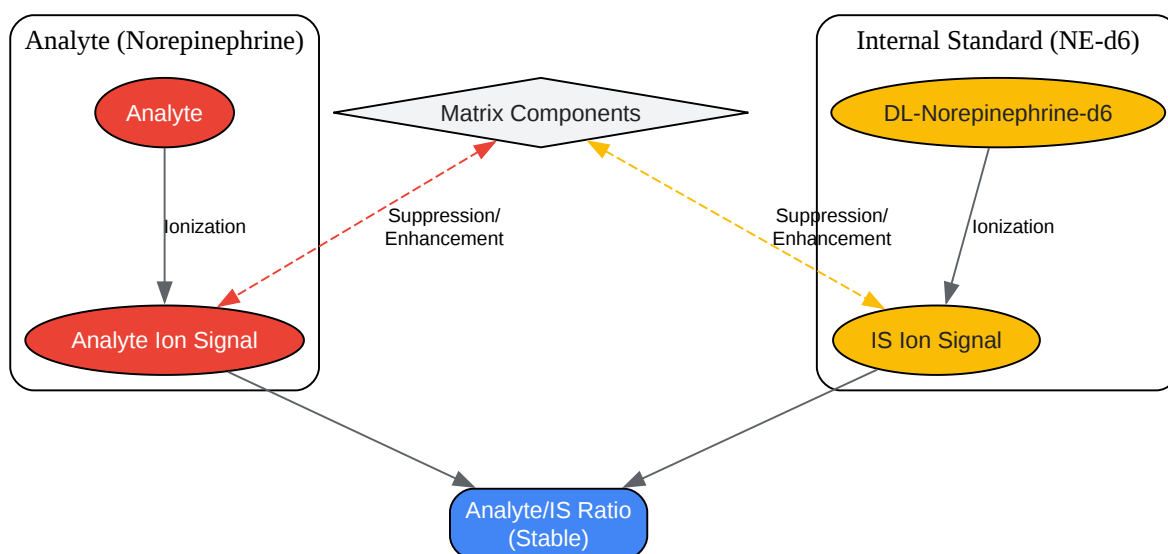 Analyte (Norepinephrine)
Internal Standard (NE-d6)
Analyte
Matrix Components
DL-Norepinephrine-d6
Ionization
Suppression/
Enhancement
Suppression/
Enhancement
Ionization
Analyte Ion Signal
IS Ion Signal
Analyte/IS Ratio
(Stable)